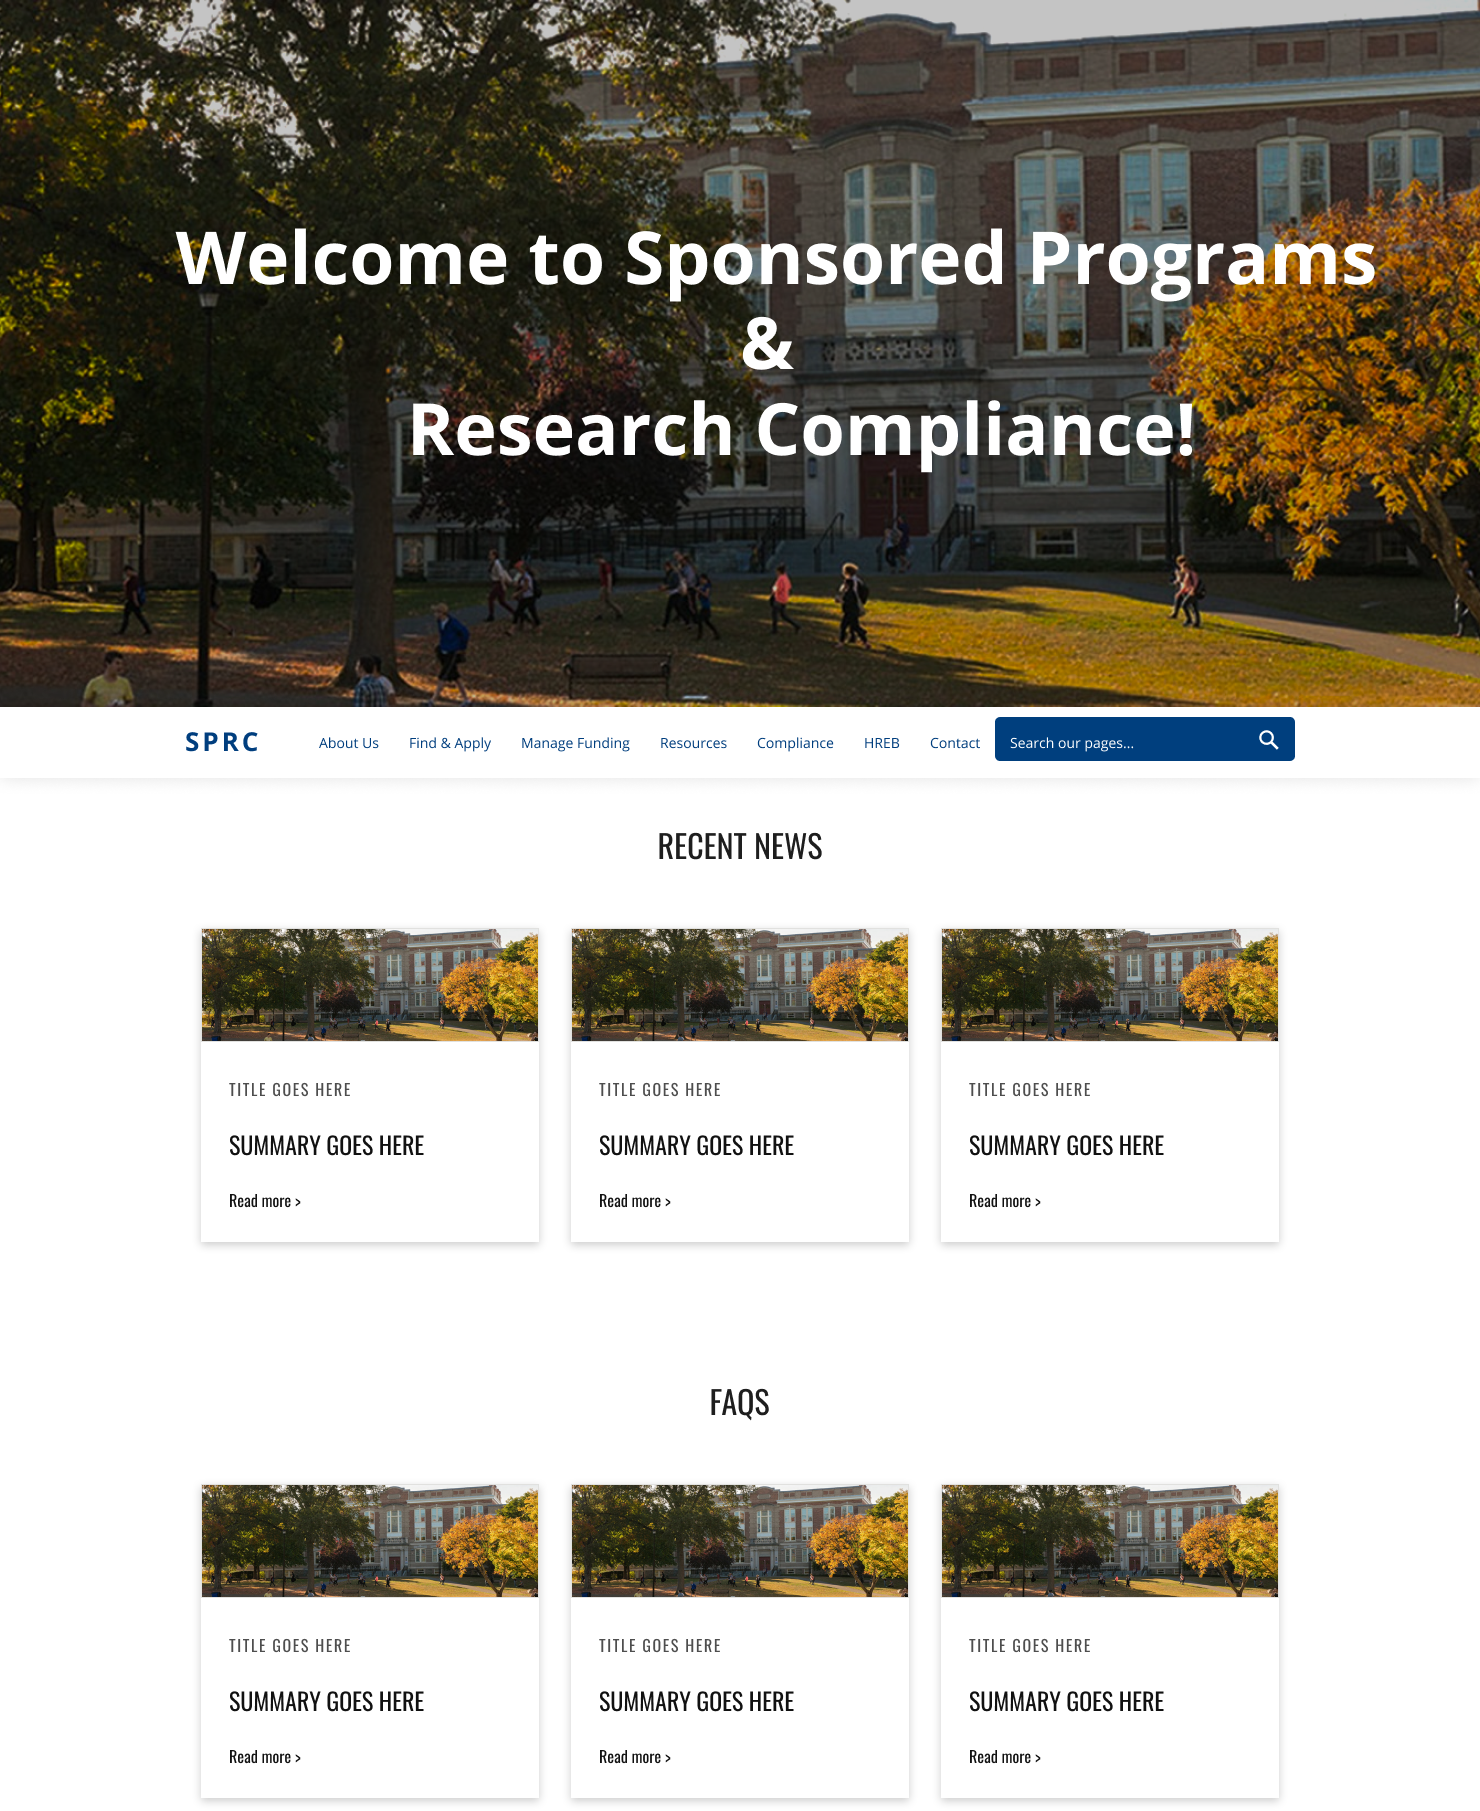 Welcome to Sponsored Programs
&
Research Compliance!
SPRC About Us Find & Apply Manage Funding Resources Compliance HREB Contact Search our pages...
RECENT NEWS
TITLE GOES HERE TITLE GOES HERE TITLE GOES HERE
SUMMARY GOES HERE SUMMARY GOES HERE SUMMARY GOES HERE
Read more > Read more > Read more >
FAQS
TITLE GOES HERE TITLE GOES HERE TITLE GOES HERE
SUMMARY GOES HERE SUMMARY GOES HERE SUMMARY GOES HERE
Read more > Read more > Read more >